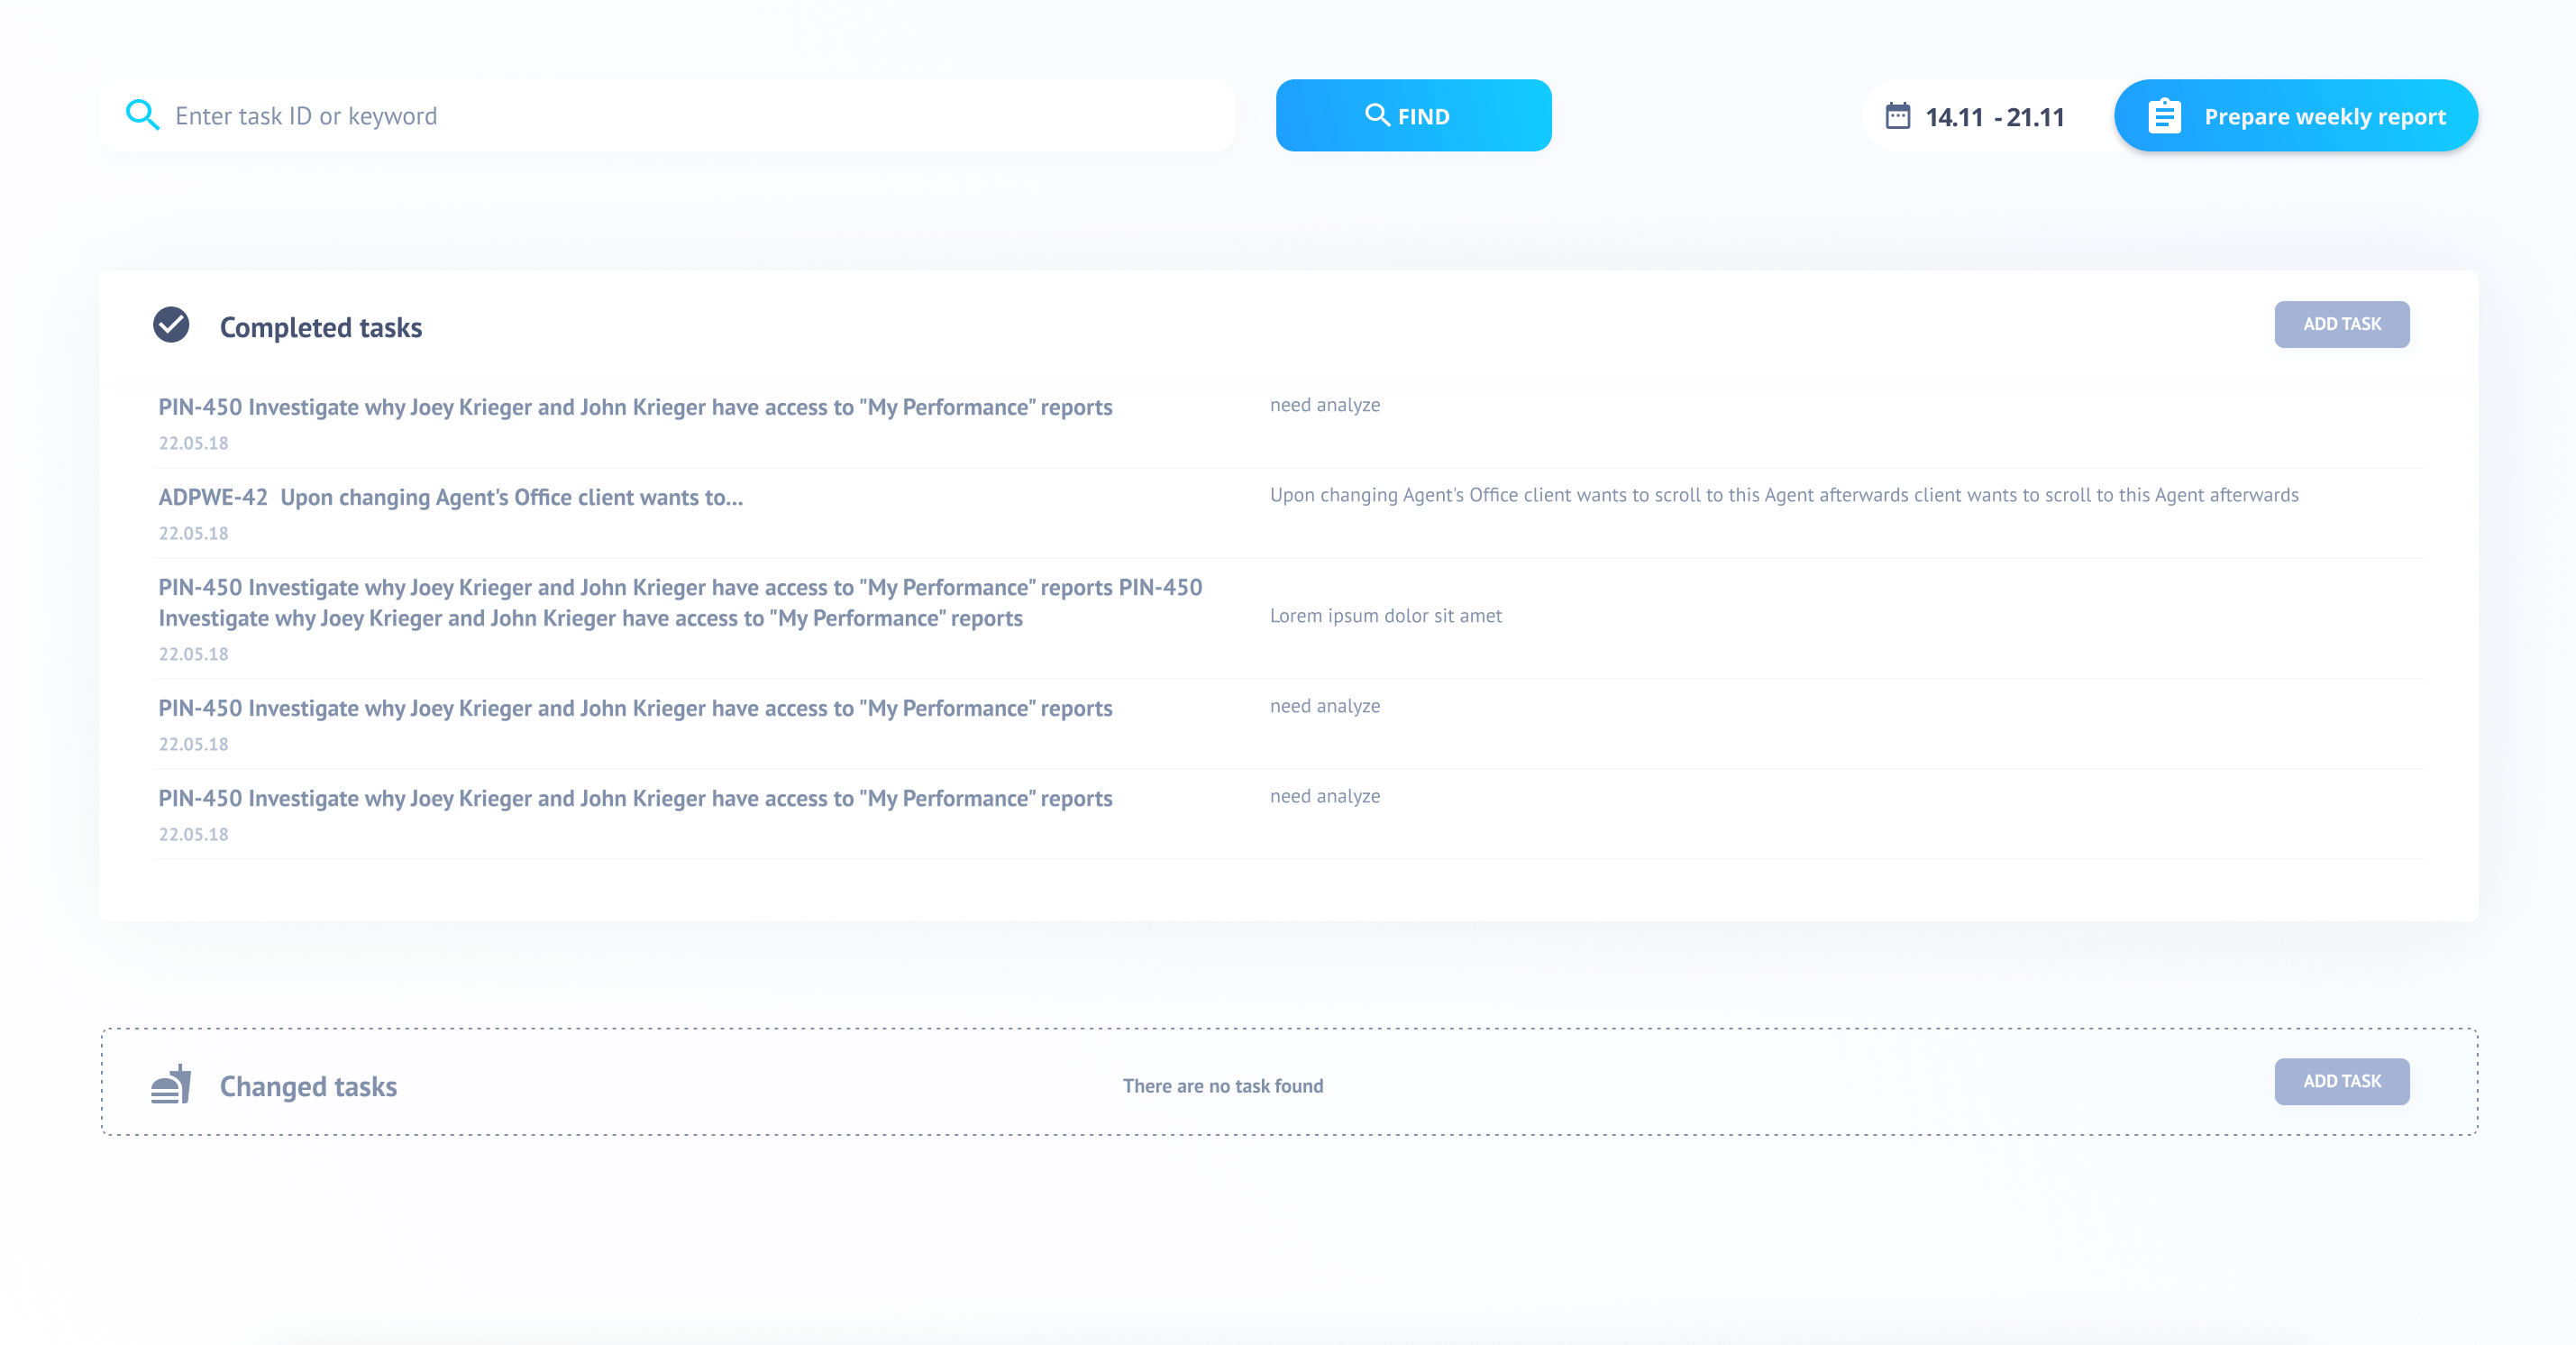 Enter task ID or keyword
FIND
14.11 - 21.11
Prepare weekly report
Completed tasks
ADD TASK
PIN-450 Investigate why Joey Krieger and John Krieger have access to "My Performance" reports
need analyze
22.05.18
ADPWE-42  Upon changing Agent's Office client wants to...
Upon changing Agent's Office client wants to scroll to this Agent afterwards client wants to scroll to this Agent afterwards
22.05.18
PIN-450 Investigate why Joey Krieger and John Krieger have access to "My Performance" reports PIN-450
Investigate why Joey Krieger and John Krieger have access to "My Performance" reports
Lorem ipsum dolor sit amet
22.05.18
PIN-450 Investigate why Joey Krieger and John Krieger have access to "My Performance" reports
need analyze
22.05.18
PIN-450 Investigate why Joey Krieger and John Krieger have access to "My Performance" reports
need analyze
22.05.18
Changed tasks
There are no task found
ADD TASK